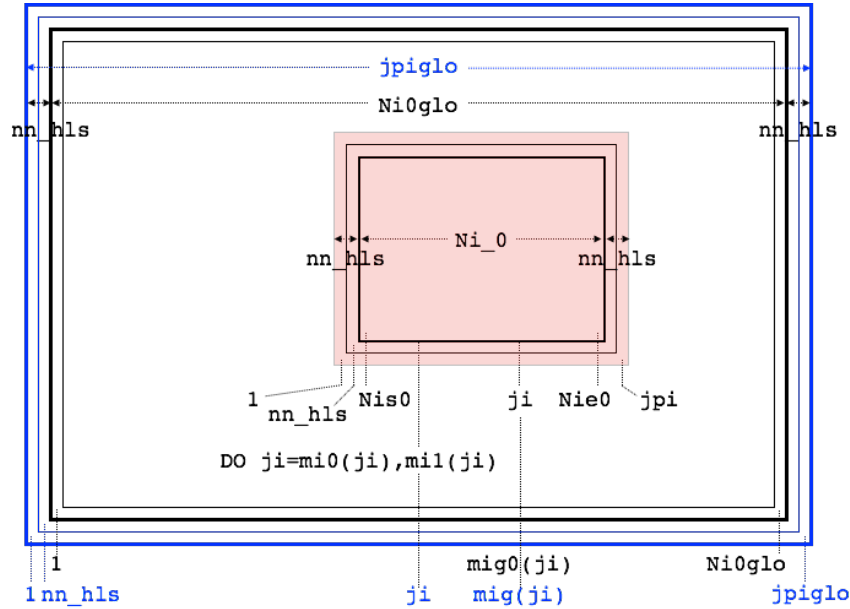 jpiglo
Ni0glo
nn_hls nn_hls
Ni_0
nn_hls nn_hls
1 nn_hls Nis0 ji Nie0 jpi
DO ji=mi0(ji),mi1(ji)
1 mig0(ji) Ni0glo
1 nn_hls ji mig(ji) jpiglo